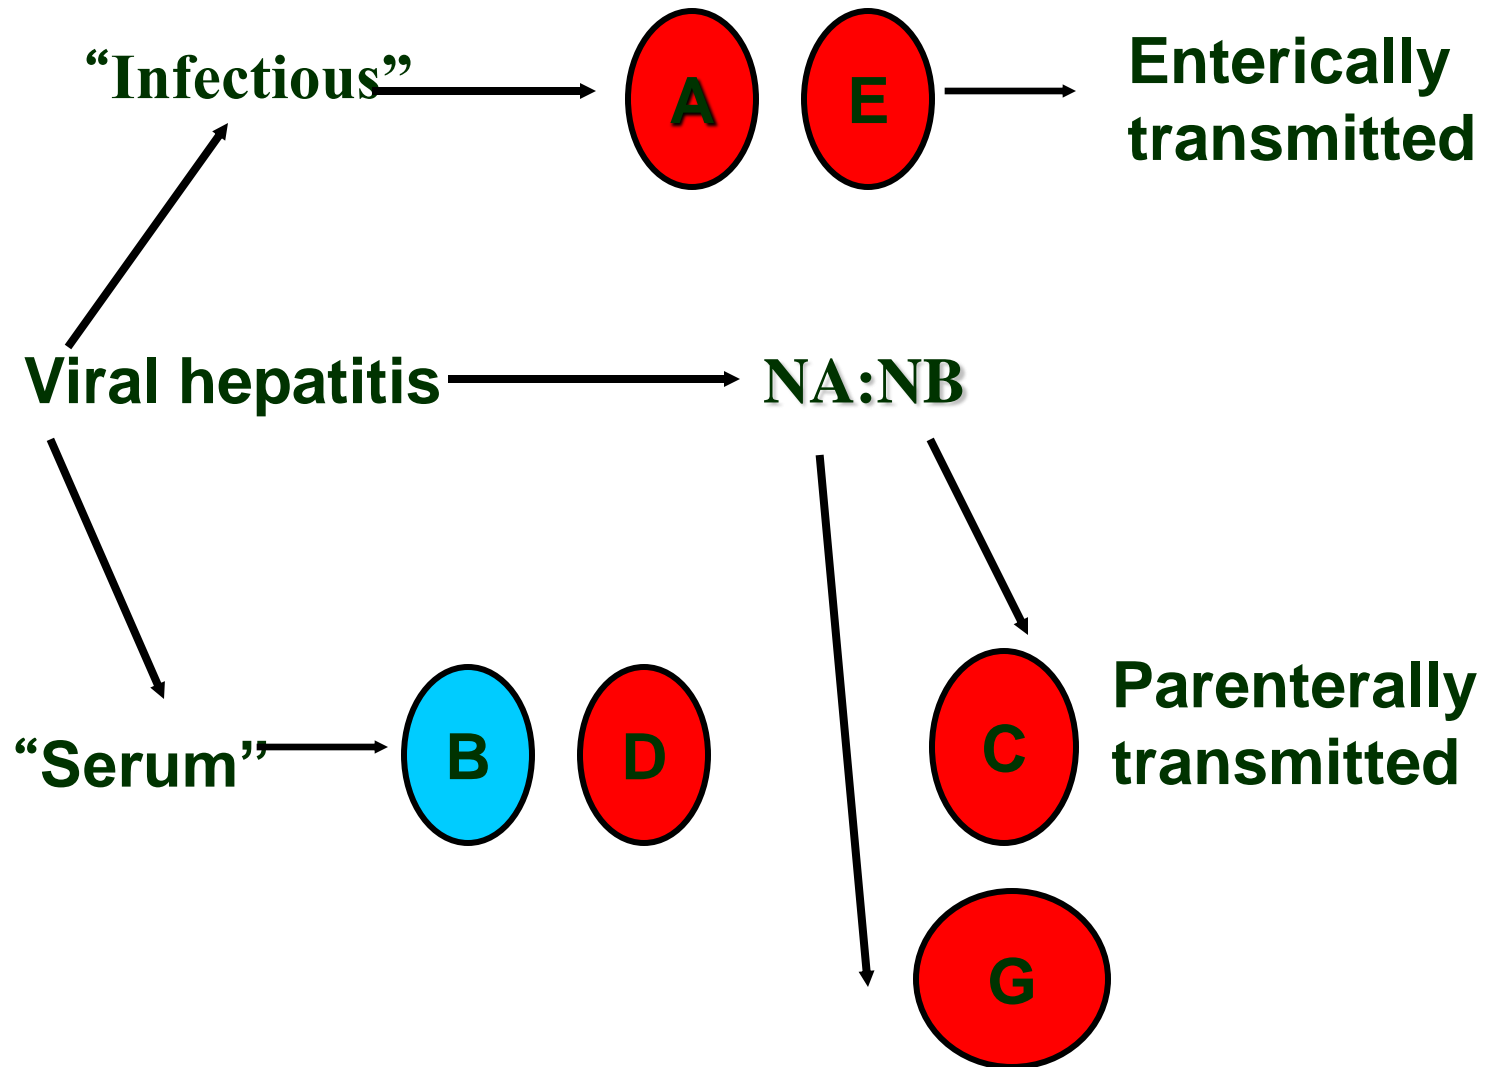 “Infectious”
A
E
Enterically
transmitted
Viral hepatitis
NA:NB
“Serum”
B
D
C
Parenterally
transmitted
G